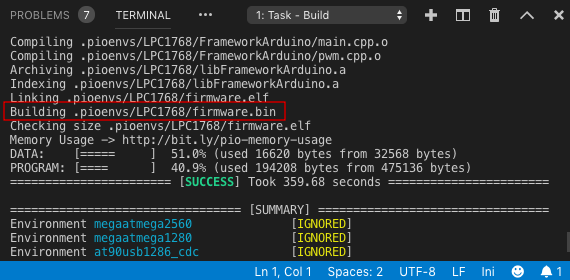 PROBLEMS 7 TERMINAL ··· 1: Task - Build
Compiling .pioenvs/LPC1768/FrameworkArduino/main.cpp.o
Compiling .pioenvs/LPC1768/FrameworkArduino/pwm.cpp.o
Archiving .pioenvs/LPC1768/libFrameworkArduino.a
Indexing .pioenvs/LPC1768/libFrameworkArduino.a
Linking .pioenvs/LPC1768/firmware.elf
Building .pioenvs/LPC1768/firmware.bin
Checking size .pioenvs/LPC1768/firmware.elf
Memory Usage -> http://bit.ly/pio-memory-usage
DATA:    [=====     ]  51.0% (used 16620 bytes from 32568 bytes)
PROGRAM: [====      ]  40.9% (used 194208 bytes from 475136 bytes)
======================= [SUCCESS] Took 359.68 seconds =======================
================================= [SUMMARY] =================================
Environment megaatmega2560 [IGNORED]
Environment megaatmega1280 [IGNORED]
Environment at90usb1286_cdc [IGNORED]
Ln 1, Col 1 Spaces: 2 UTF-8 LF Ini 1